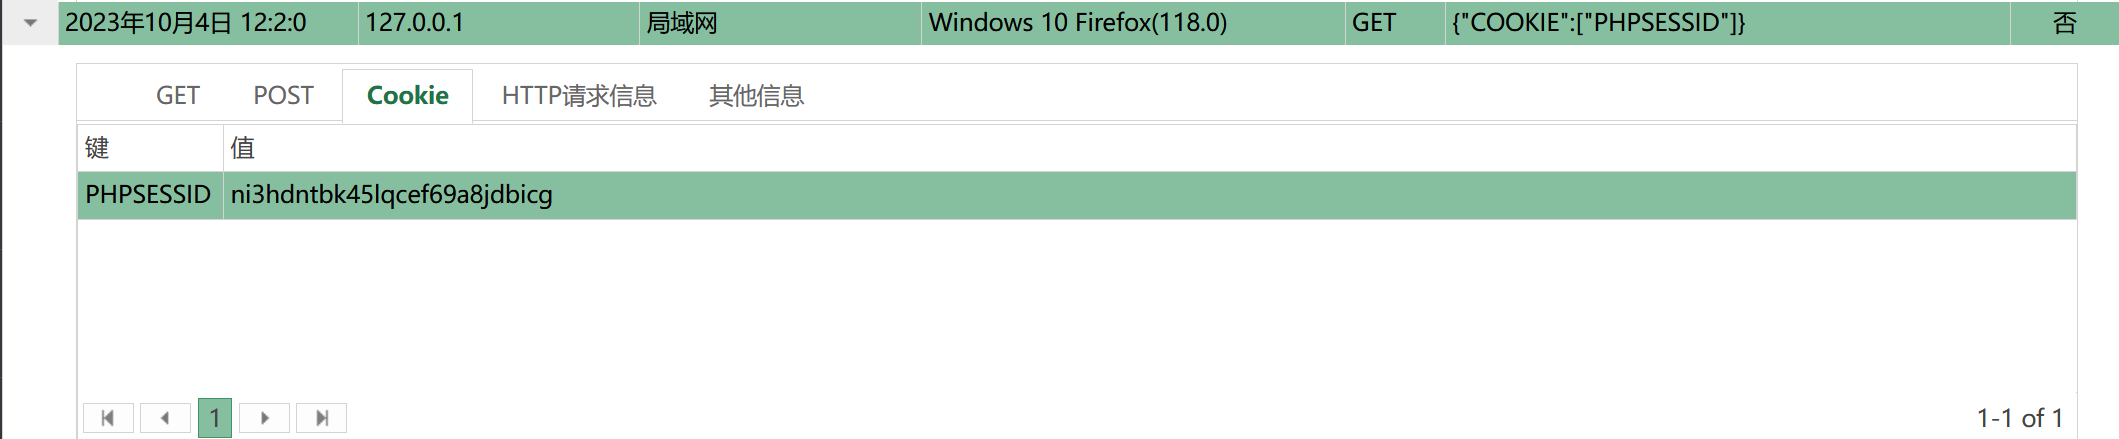 2023年10月4日 12:2:0 127.0.0.1 局域网 Windows 10 Firefox(118.0) GET {"COOKIE":["PHPSESSID"]} 否
GET POST Cookie HTTP请求信息 其他信息
键 值
PHPSESSID ni3hdntbk45lqcef69a8jdbicg
1 1-1 of 1